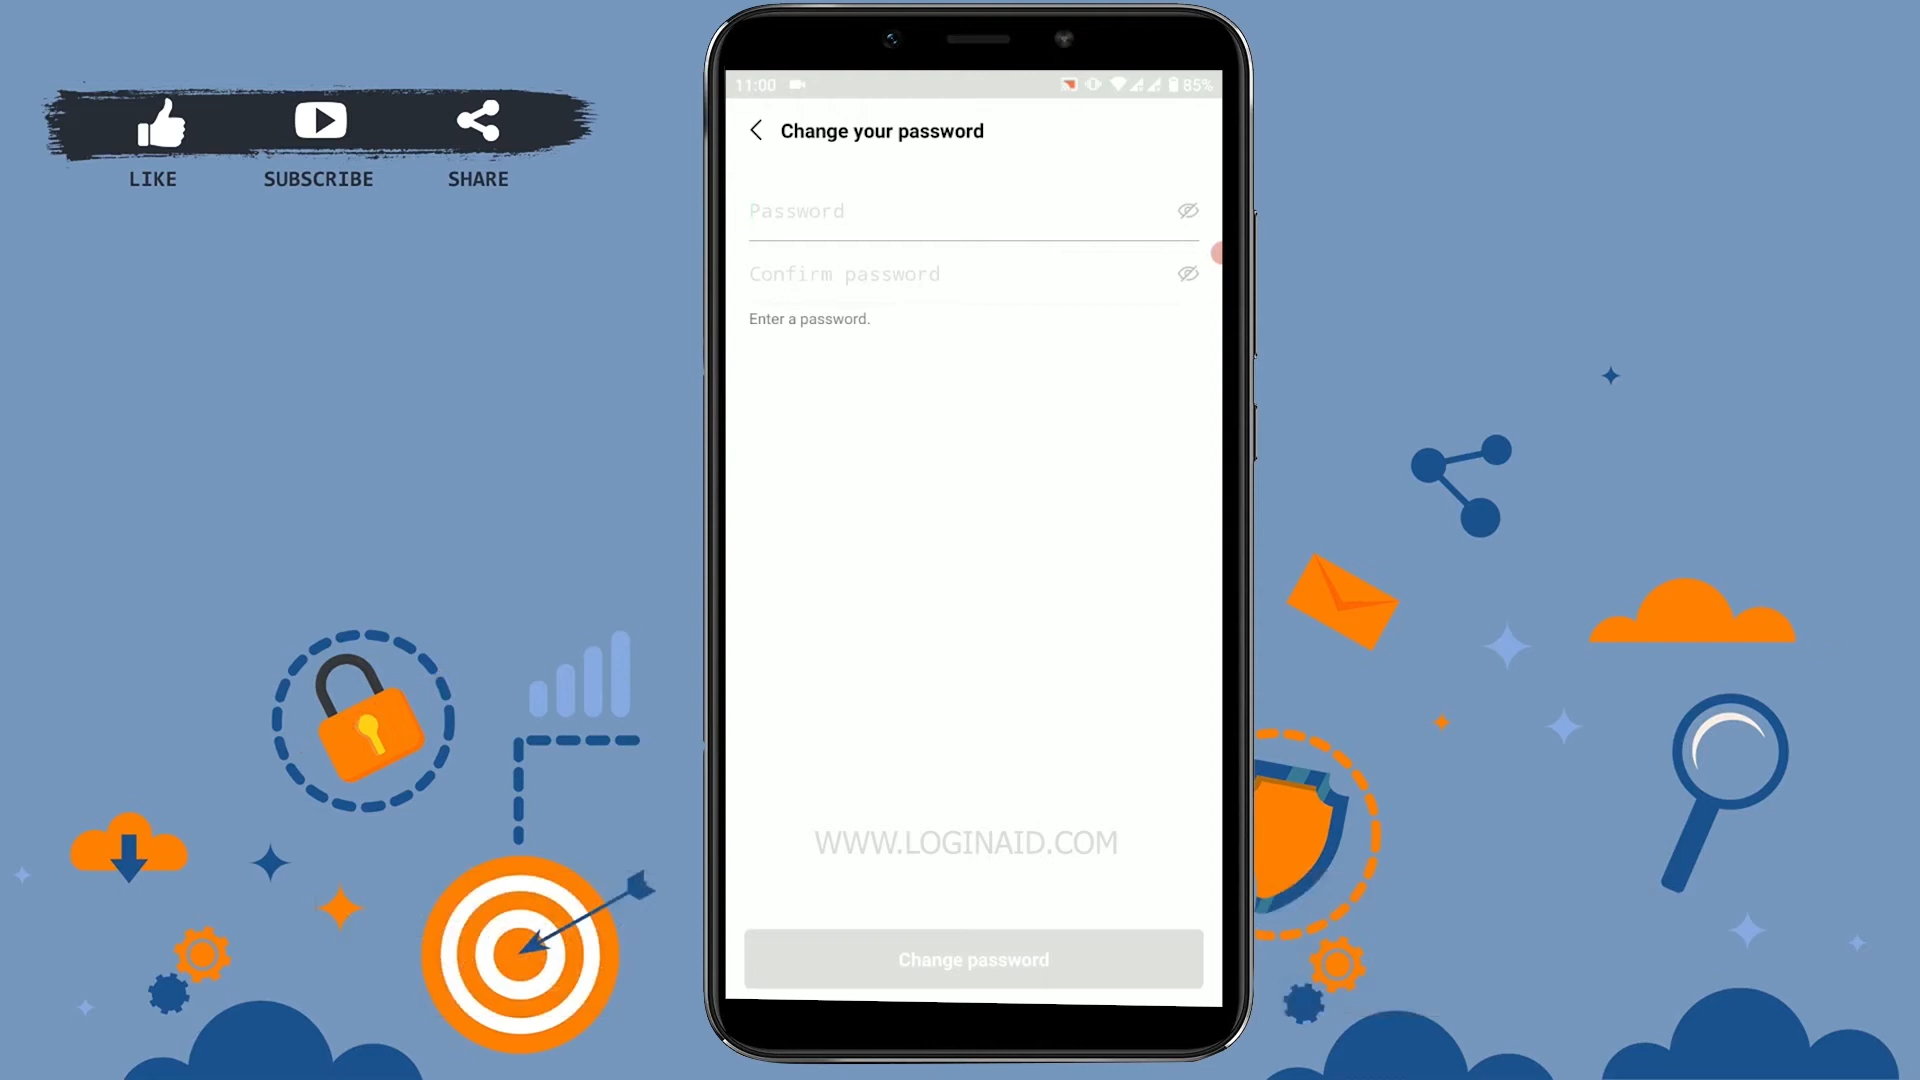 LIKE
SUBSCRIBE
SHARE
11:00
85%
Change your password
Password
Confirm password
Enter a password.
WWW.LOGINAID.COM
Change password